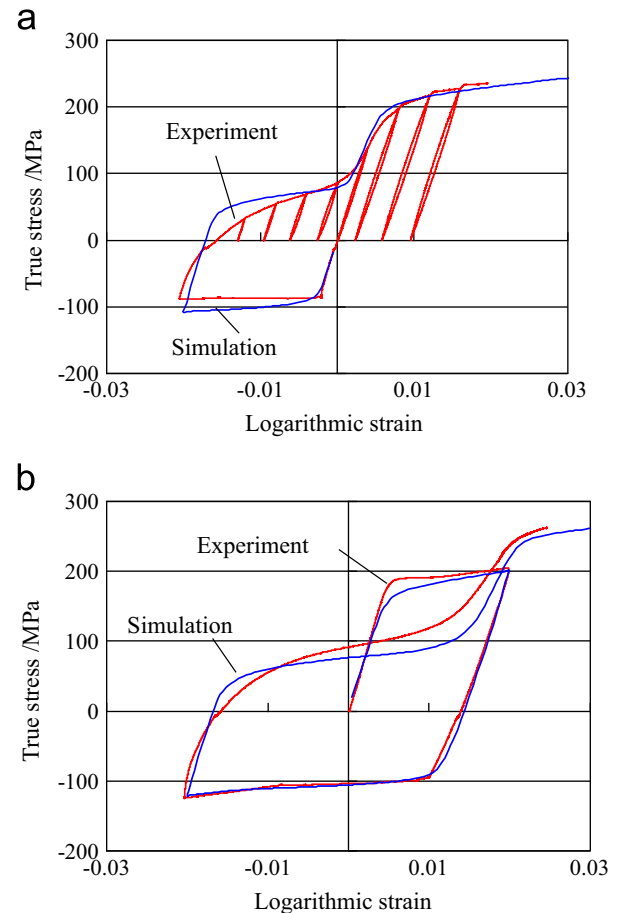 a
300
200
100
0
-100
-200
-0.03
-0.01
0.01
0.03
True stress /MPa
Logarithmic strain
Experiment
Simulation
b
300
200
100
0
-100
-200
-0.03
-0.01
0.01
0.03
True stress /MPa
Logarithmic strain
Experiment
Simulation